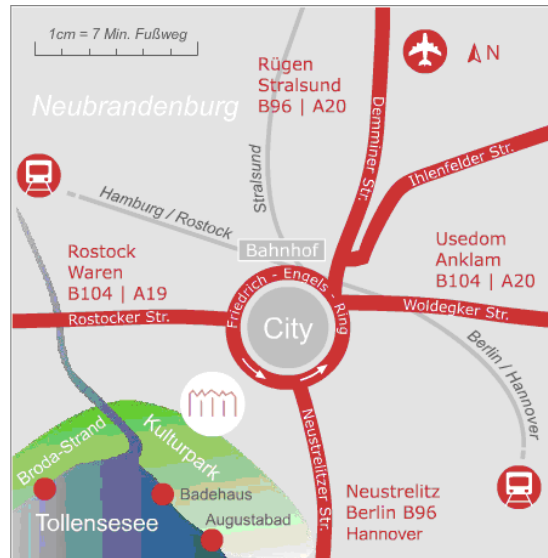 1cm = 7 Min. Fußweg
Neubrandenburg
Rügen
Stralsund
B96 | A20
N
Demminer Str.
Ihlenfelder Str.
Stralsund
Hamburg / Rostock
Bahnhof
Rostock
Waren
B104 | A19
Usedom
Anklam
B104 | A20
Friedrich - Engels - Ring
City
Rostocker Str.
Woldegker Str.
Berlin / Hannover
Neustrelitzer Str.
Broda-Strand
Kulturpark
Badehaus
Tollensesee
Augustabad
Neustrelitz
Berlin B96
Hannover